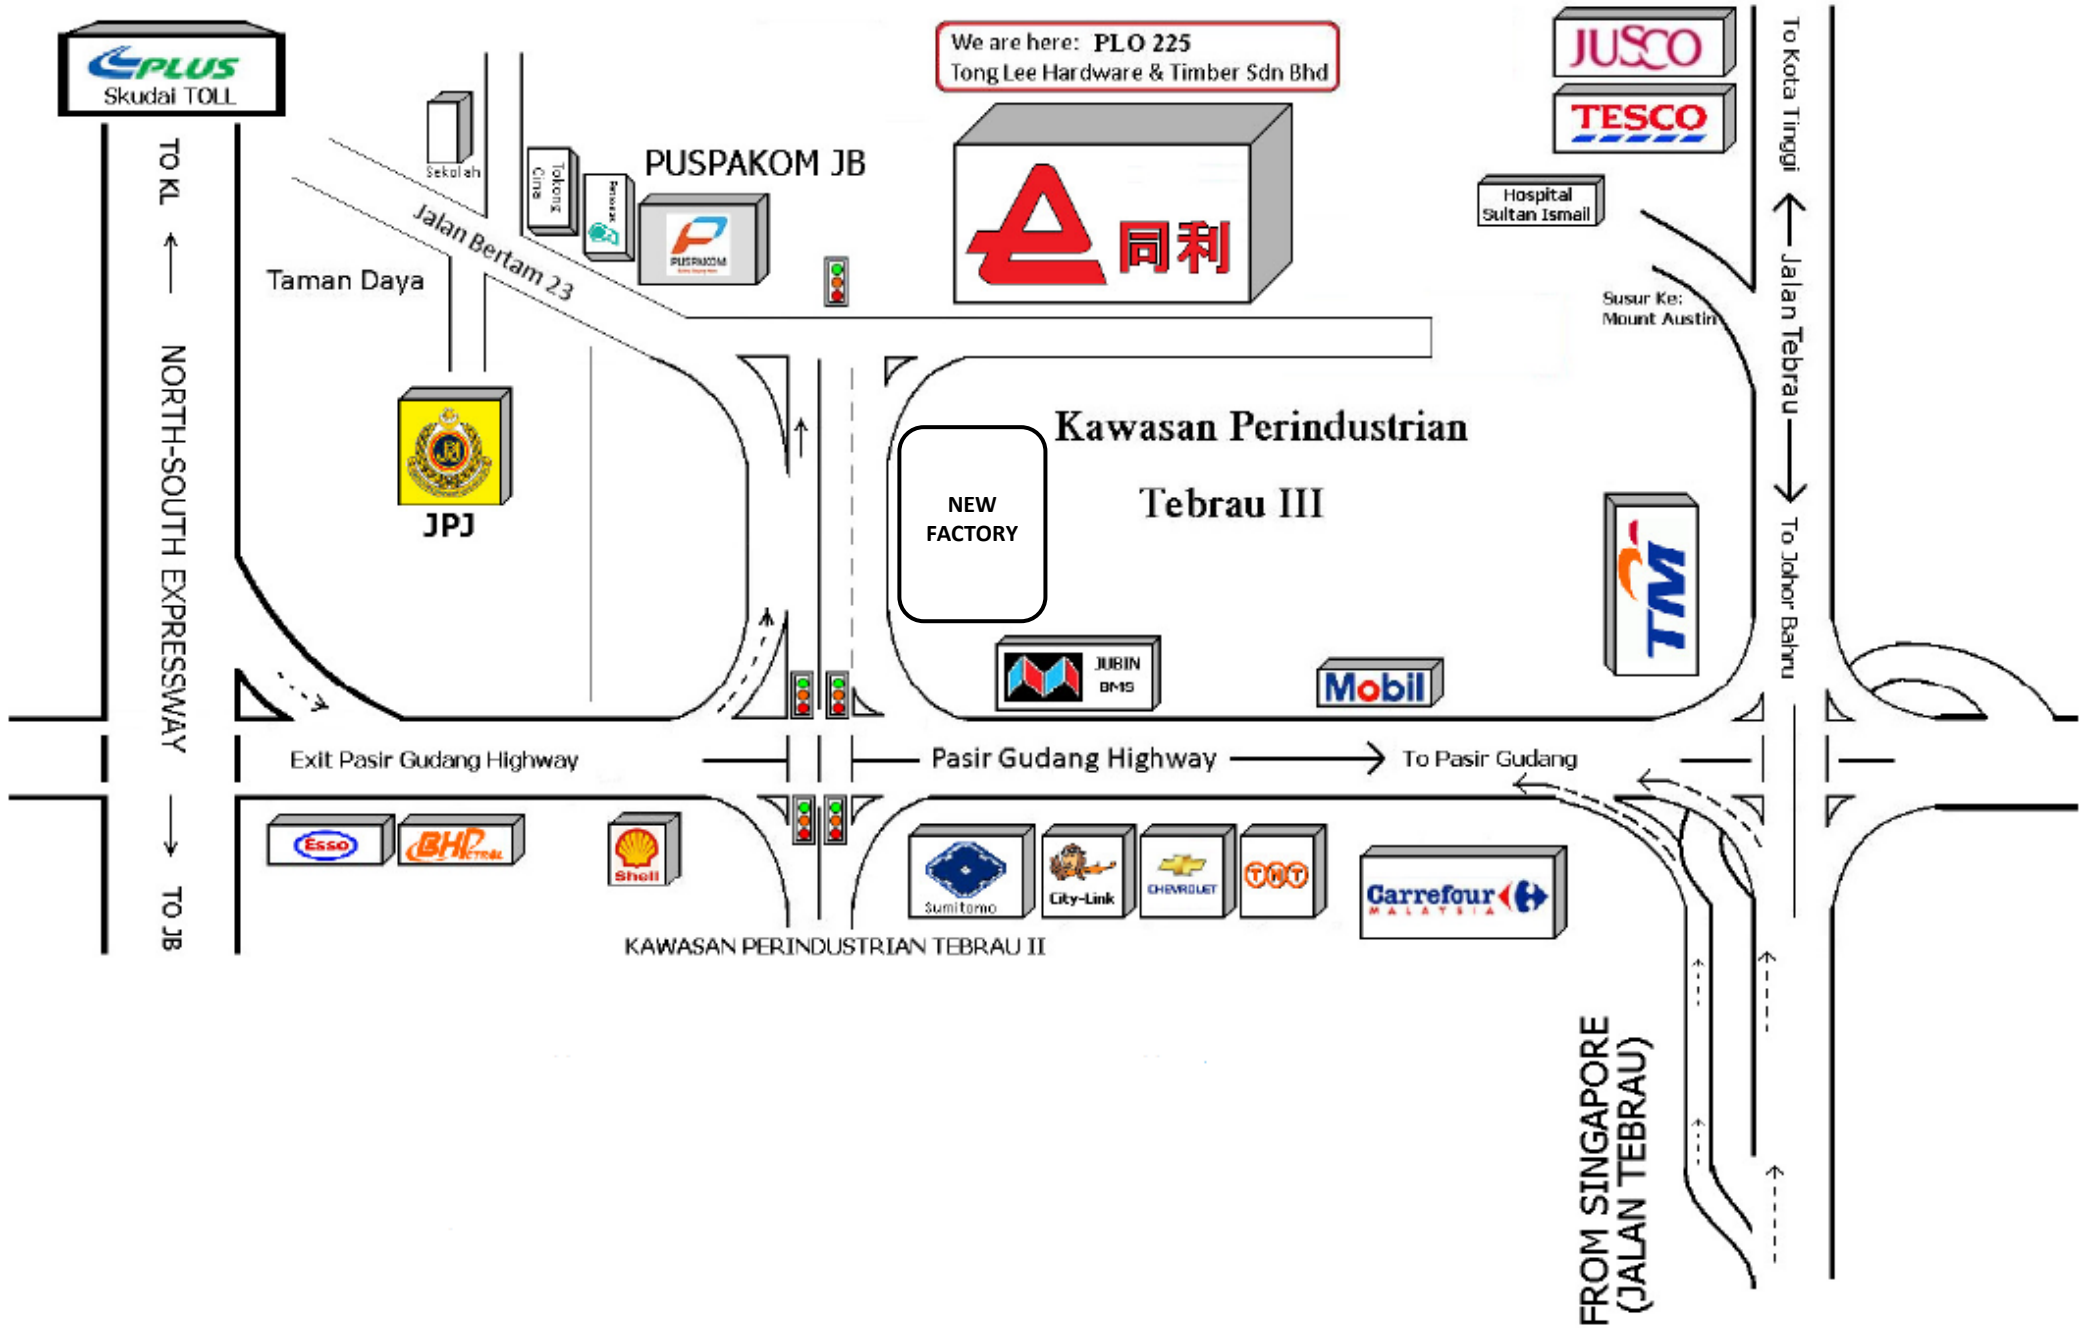 PLUS
Skudai TOLL
TO KL
NORTH-SOUTH EXPRESSWAY
TO JB
Sekolah
Tokong
Cina
Petronas
PUSPAKOM JB
PUSPAKOM
Jalan Bertam 23
Taman Daya
JPJ
We are here: PLO 225
Tong Lee Hardware & Timber Sdn Bhd
同利
JUSCO
TESCO
Hospital
Sultan Ismail
Susur Ke:
Mount Austin
To Kota Tinggi
Jalan Tebrau
To Johor Bahru
Kawasan Perindustrian
Tebrau III
NEW
FACTORY
TM
JUBIN
BMS
Mobil
Exit Pasir Gudang Highway
Pasir Gudang Highway
To Pasir Gudang
Esso
BHPetrol
Shell
Sumitomo
City-Link
CHEVROLET
TNT
Carrefour
MALAYSIA
KAWASAN PERINDUSTRIAN TEBRAU II
FROM SINGAPORE
(JALAN TEBRAU)